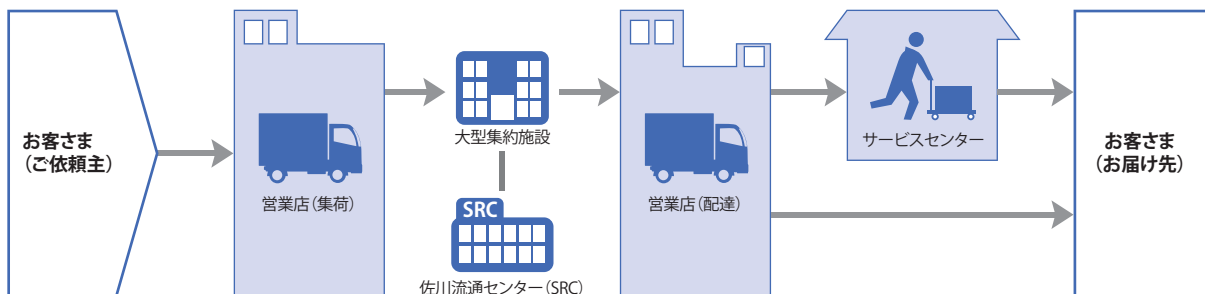 お客さま
(ご依頼主)
営業店(集荷)
大型集約施設
SRC
佐川流通センター(SRC)
営業店(配達)
サービスセンター
お客さま
(お届け先)